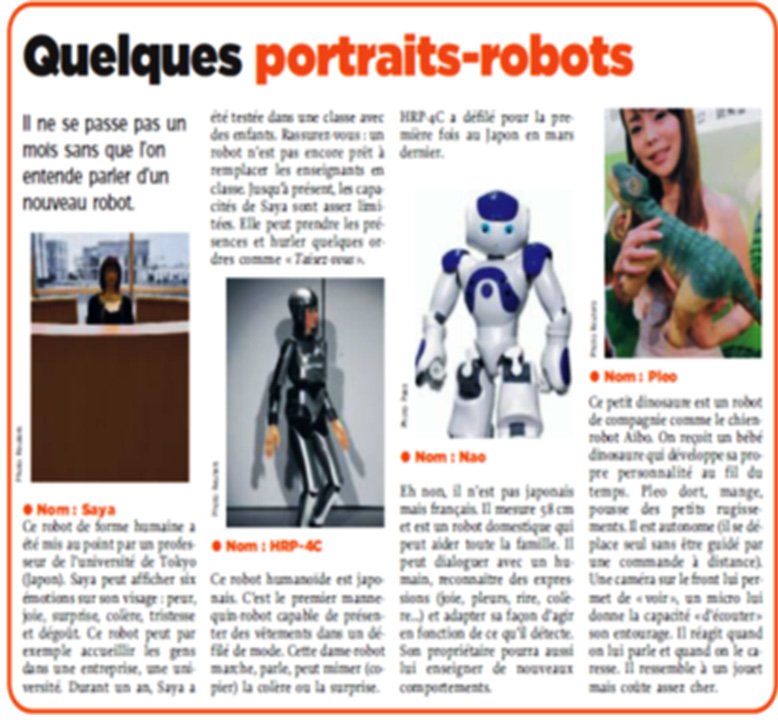 Quelques portraits-robots
Il ne se passe pas un
mois sans que l'on
entende parler d'un
nouveau robot.
Photo Reuters
● Nom : Saya
Ce robot de forme humaine a
été mis au point par un profes-
seur de l'université de Tokyo
(Japon). Saya peut afficher six
émotions sur son visage : peur,
joie, surprise, colère, tristesse
et dégoût. Ce robot peut par
exemple accueillir les gens
dans une entreprise, une uni-
versité. Durant un an, Saya a
été testée dans une classe avec
des enfants. Rassurez-vous : un
robot n'est pas encore prêt à
remplacer les enseignants en
classe. Jusqu'à présent, les capa-
cités de Saya sont assez limi-
tées. Elle peut prendre les pré-
sences et hurler quelques or-
dres comme « Taisez-vous ».
Photo Reuters
● Nom : HRP-4C
Ce robot humanoïde est japo-
nais. C'est le premier manne-
quin-robot capable de présen-
ter des vêtements dans un dé-
filé de mode. Cette dame-robot
marche, parle, peut mimer (co-
pier) la colère ou la surprise.
HRP-4C a défilé pour la pre-
mière fois au Japon en mars
dernier.
Photo
● Nom : Nao
Eh non, il n'est pas japonais
mais français. Il mesure 58 cm
et est un robot domestique qui
peut aider toute la famille. Il
peut dialoguer avec un hu-
main, reconnaître des expres-
sions (joie, pleurs, rire, colè-
re...) et adapter sa façon d'agir
en fonction de ce qu'il détecte.
Son propriétaire pourra aussi
lui enseigner de nouveaux
comportements.
Photo Reuters
● Nom : Pleo
Ce petit dinosaure est un robot
de compagnie comme le chien-
robot Aibo. On reçoit un bébé
dinosaure qui développe sa pro-
pre personnalité au fil du
temps. Pleo dort, mange,
pousse des petits rugisse-
ments. Il est autonome (il se dé-
place seul sans être guidé par
une commande à distance).
Une caméra sur le front lui per-
met de « voir », un micro lui
donne la capacité « d'écouter »
son entourage. Il réagit quand
on lui parle et quand on le ca-
resse. Il ressemble à un jouet
mais coûte assez cher.